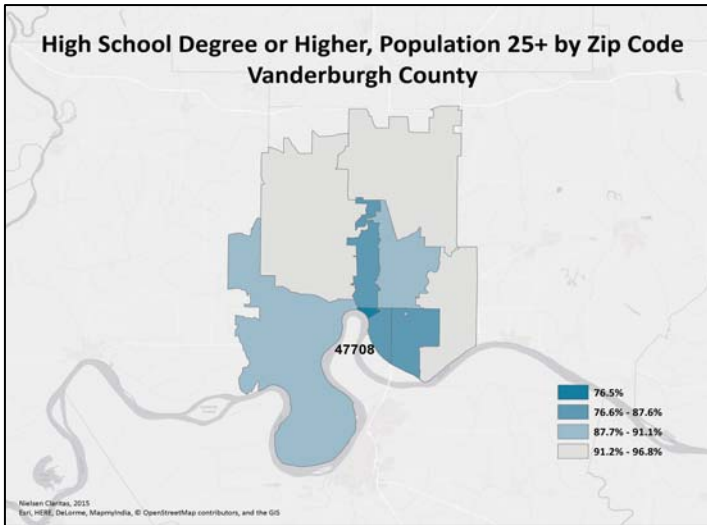 High School Degree or Higher, Population 25+ by Zip Code
Vanderburgh County
47708
76.5%
76.6% - 87.6%
87.7% - 91.1%
91.2% - 96.8%
Nielsen Claritas, 2015
Esri, HERE, DeLorme, MapmyIndia, © OpenStreetMap contributors, and the GIS